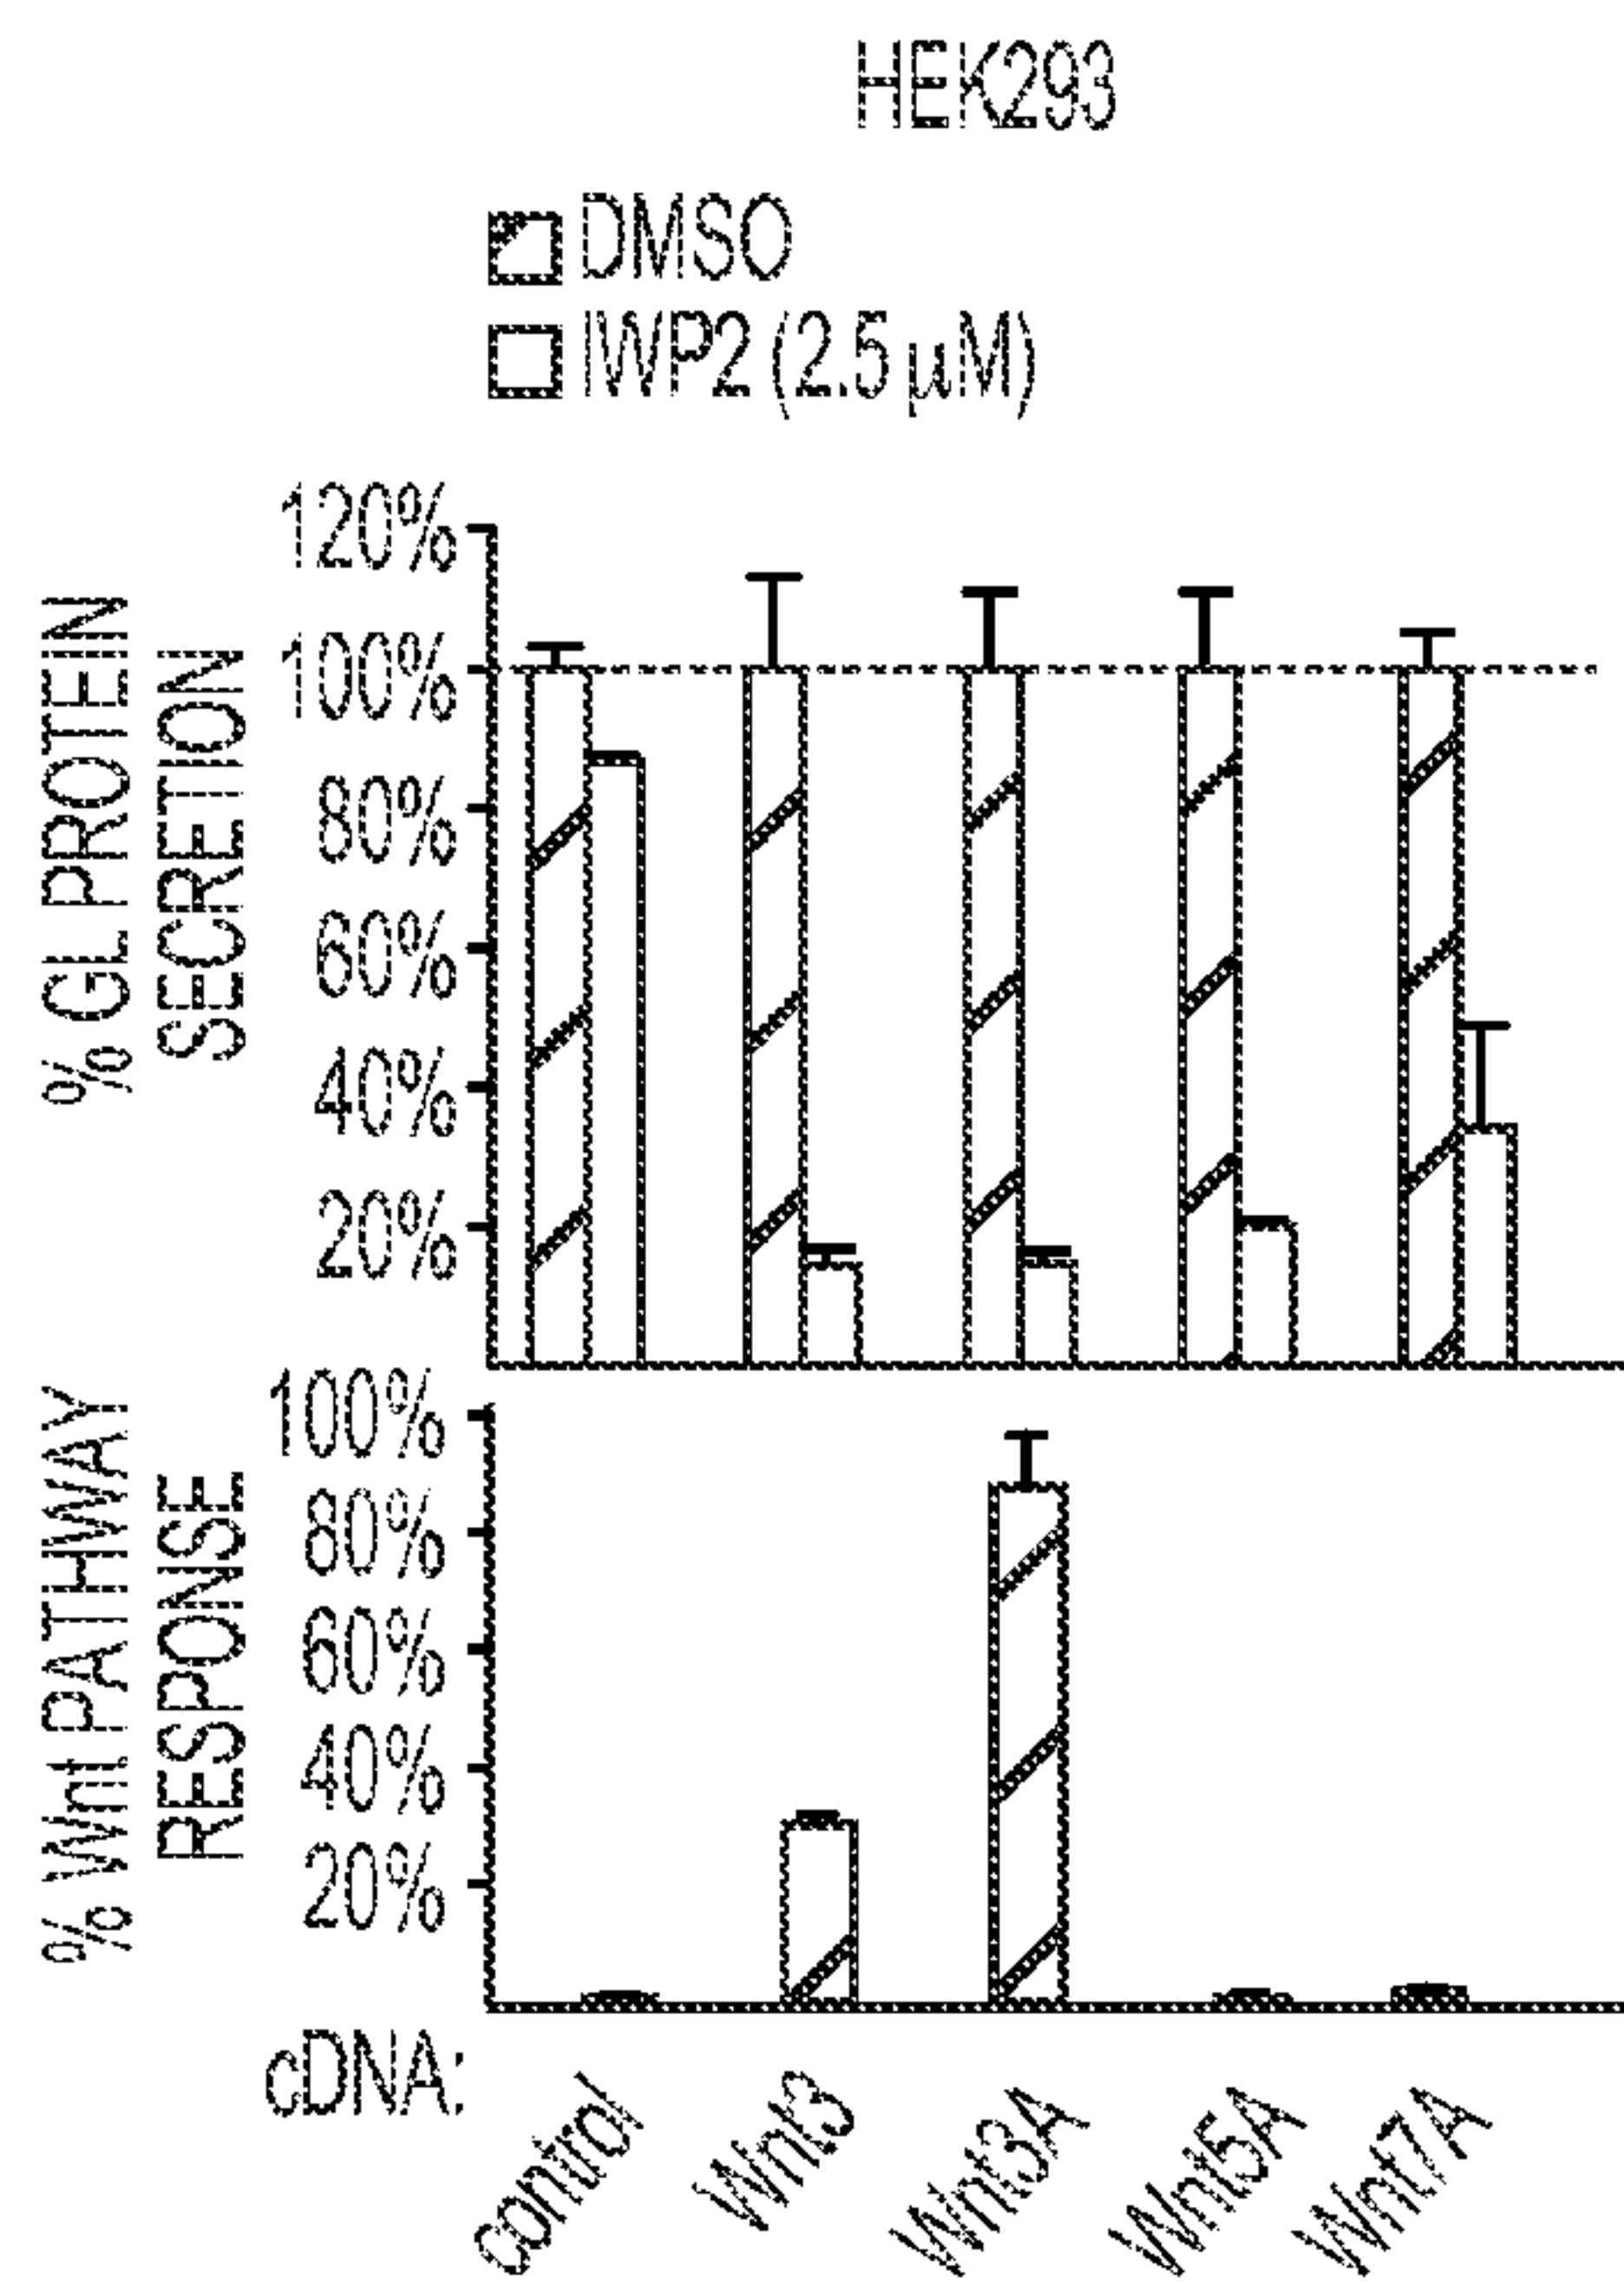 HEK293
DMSO
IWP2 (2.5 µM)
% GL PROTEIN
SECRETION
120%
100%
80%
60%
40%
20%
% Wnt PATHWAY
RESPONSE
100%
80%
60%
40%
20%
cDNA:
control
Wnt3
Wnt3A
Wnt5A
Wnt7A